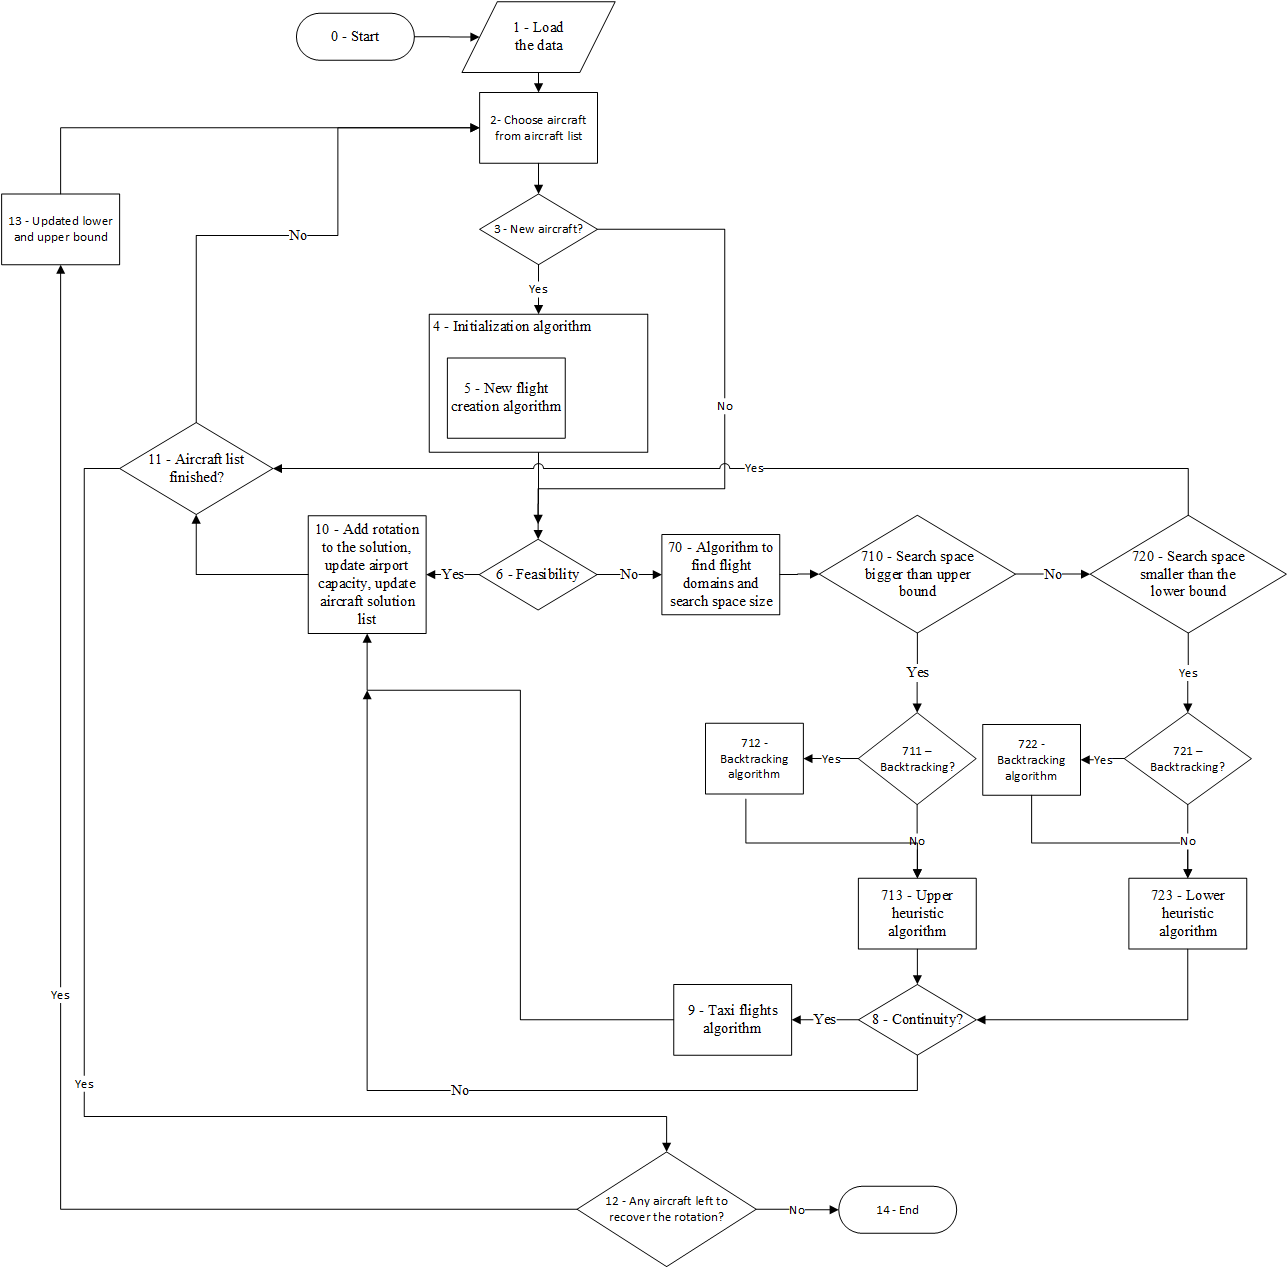 0 - Start
1 - Load
the data
2- Choose aircraft
from aircraft list
13 - Updated lower
and upper bound
3 - New aircraft?
No
Yes
4 - Initialization algorithm
5 - New flight
creation algorithm
No
11 - Aircraft list
finished?
Yes
10 - Add rotation
to the solution,
update airport
capacity, update
aircraft solution
list
Yes
6 - Feasibility
No
70 - Algorithm to
find flight
domains and
search space size
710 - Search space
bigger than upper
bound
No
720 - Search space
smaller than the
lower bound
Yes
Yes
712 -
Backtracking
algorithm
Yes
711 –
Backtracking?
722 -
Backtracking
algorithm
Yes
721 –
Backtracking?
No
No
713 - Upper
heuristic
algorithm
723 - Lower
heuristic
algorithm
Yes
9 - Taxi flights
algorithm
Yes
8 - Continuity?
Yes
No
12 - Any aircraft left to
recover the rotation?
No
14 - End